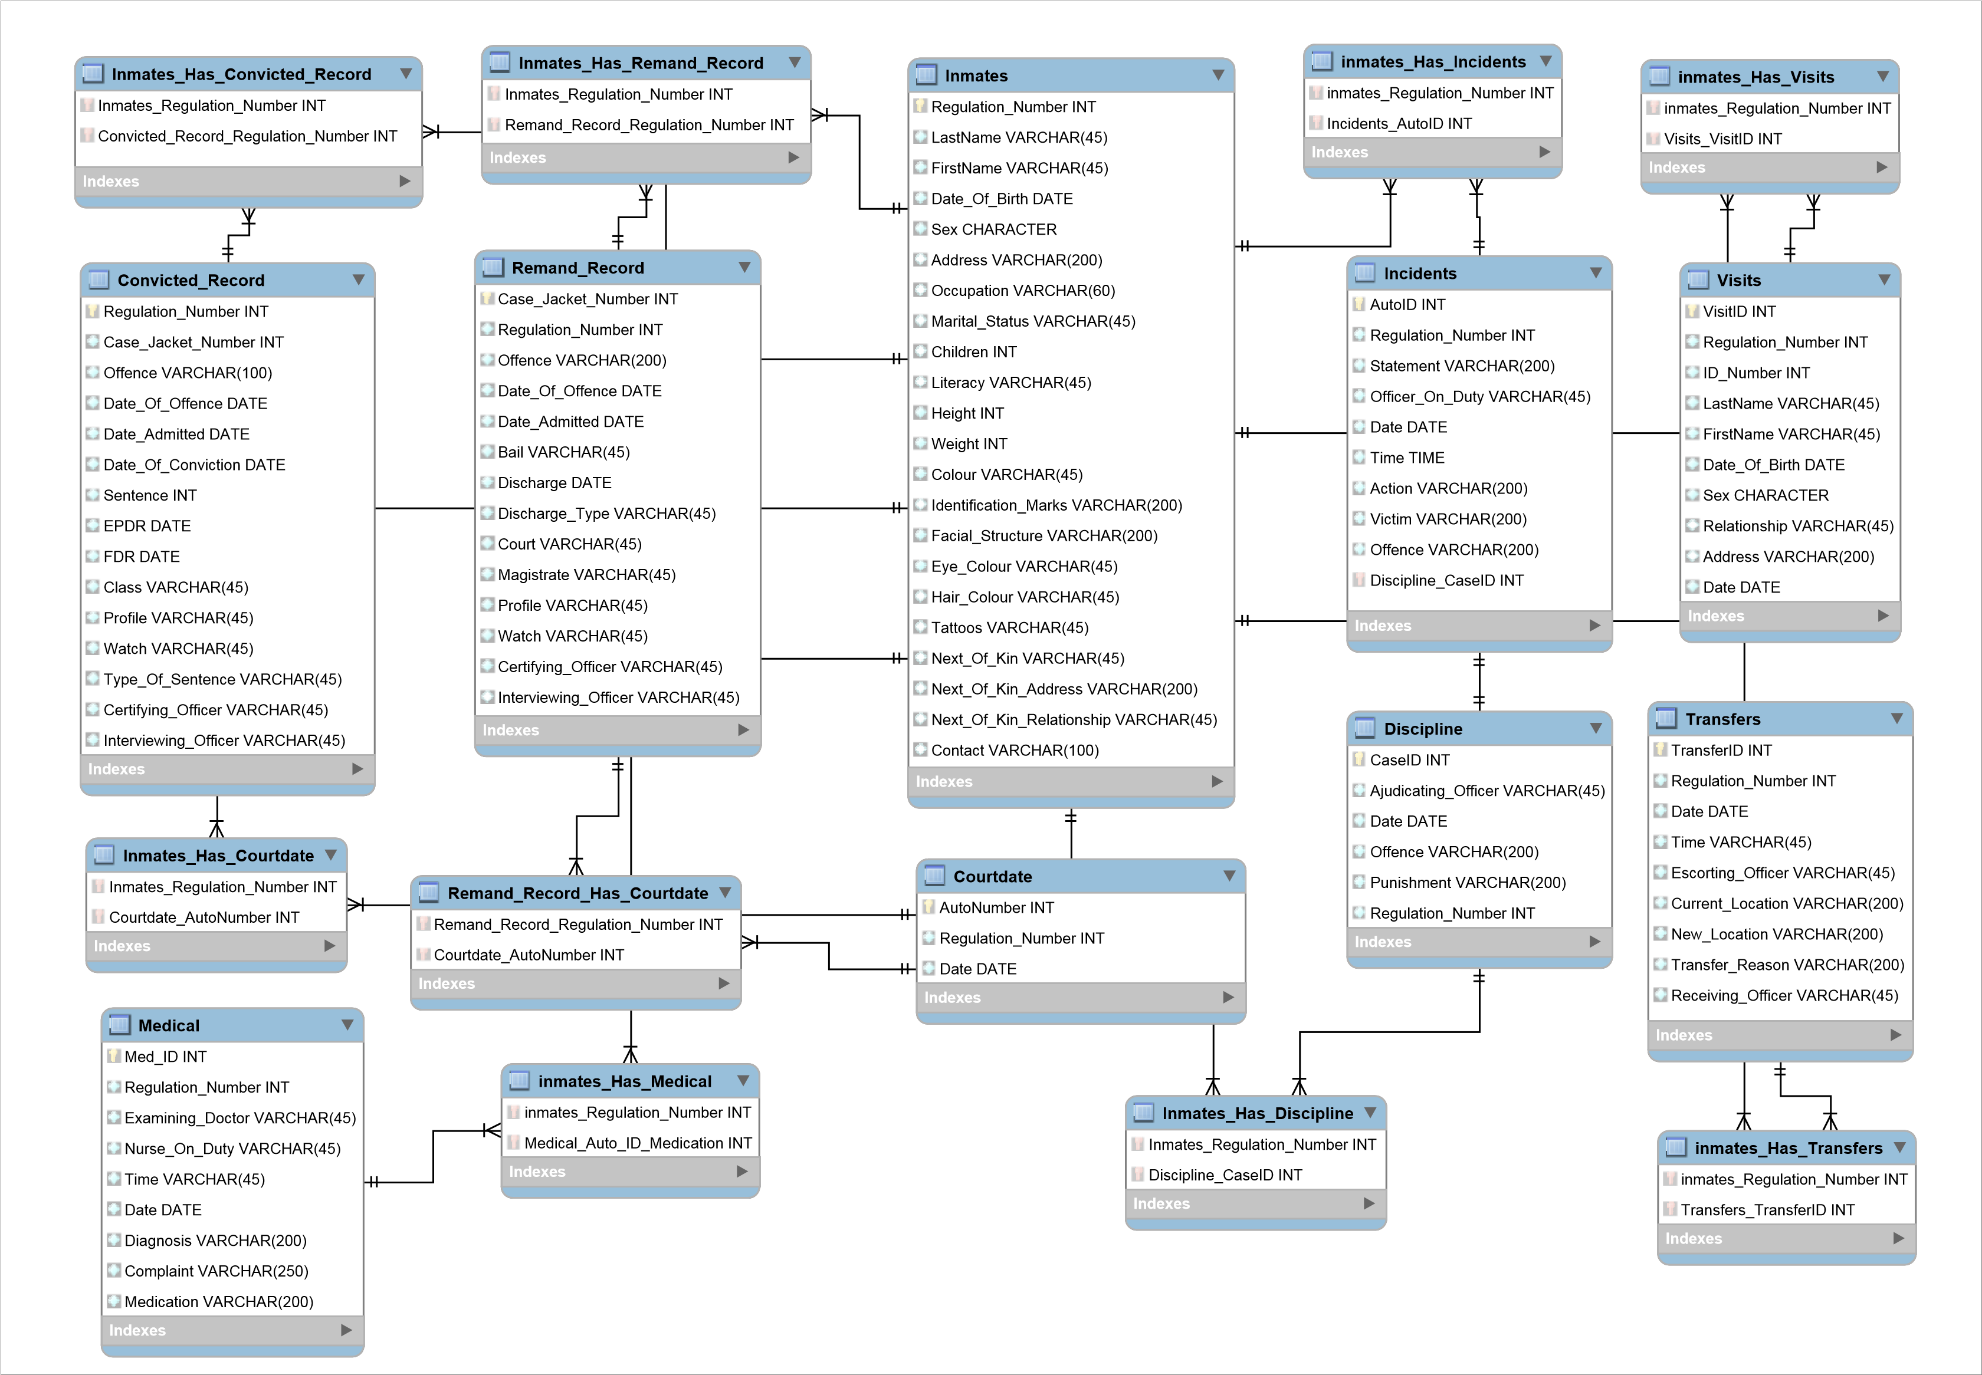 Inmates_Has_Convicted_Record
Inmates_Regulation_Number INT
Convicted_Record_Regulation_Number INT
Indexes
Inmates_Has_Remand_Record
Inmates_Regulation_Number INT
Remand_Record_Regulation_Number INT
Indexes
Inmates
Regulation_Number INT
LastName VARCHAR(45)
FirstName VARCHAR(45)
Date_Of_Birth DATE
Sex CHARACTER
Address VARCHAR(200)
Occupation VARCHAR(60)
Marital_Status VARCHAR(45)
Children INT
Literacy VARCHAR(45)
Height INT
Weight INT
Colour VARCHAR(45)
Identification_Marks VARCHAR(200)
Facial_Structure VARCHAR(200)
Eye_Colour VARCHAR(45)
Hair_Colour VARCHAR(45)
Tattoos VARCHAR(45)
Next_Of_Kin VARCHAR(45)
Next_Of_Kin_Address VARCHAR(200)
Next_Of_Kin_Relationship VARCHAR(45)
Contact VARCHAR(100)
Indexes
inmates_Has_Incidents
inmates_Regulation_Number INT
Incidents_AutoID INT
Indexes
inmates_Has_Visits
inmates_Regulation_Number INT
Visits_VisitID INT
Indexes
Convicted_Record
Regulation_Number INT
Case_Jacket_Number INT
Offence VARCHAR(100)
Date_Of_Offence DATE
Date_Admitted DATE
Date_Of_Conviction DATE
Sentence INT
EPDR DATE
FDR DATE
Class VARCHAR(45)
Profile VARCHAR(45)
Watch VARCHAR(45)
Type_Of_Sentence VARCHAR(45)
Certifying_Officer VARCHAR(45)
Interviewing_Officer VARCHAR(45)
Indexes
Remand_Record
Case_Jacket_Number INT
Regulation_Number INT
Offence VARCHAR(200)
Date_Of_Offence DATE
Date_Admitted DATE
Bail VARCHAR(45)
Discharge DATE
Discharge_Type VARCHAR(45)
Court VARCHAR(45)
Magistrate VARCHAR(45)
Profile VARCHAR(45)
Watch VARCHAR(45)
Certifying_Officer VARCHAR(45)
Interviewing_Officer VARCHAR(45)
Indexes
Incidents
AutoID INT
Regulation_Number INT
Statement VARCHAR(200)
Officer_On_Duty VARCHAR(45)
Date DATE
Time TIME
Action VARCHAR(200)
Victim VARCHAR(200)
Offence VARCHAR(200)
Discipline_CaseID INT
Indexes
Visits
VisitID INT
Regulation_Number INT
ID_Number INT
LastName VARCHAR(45)
FirstName VARCHAR(45)
Date_Of_Birth DATE
Sex CHARACTER
Relationship VARCHAR(45)
Address VARCHAR(200)
Date DATE
Indexes
Inmates_Has_Courtdate
Inmates_Regulation_Number INT
Courtdate_AutoNumber INT
Indexes
Remand_Record_Has_Courtdate
Remand_Record_Regulation_Number INT
Courtdate_AutoNumber INT
Indexes
Courtdate
AutoNumber INT
Regulation_Number INT
Date DATE
Indexes
Discipline
CaseID INT
Ajudicating_Officer VARCHAR(45)
Date DATE
Offence VARCHAR(200)
Punishment VARCHAR(200)
Regulation_Number INT
Indexes
Transfers
TransferID INT
Regulation_Number INT
Date DATE
Time VARCHAR(45)
Escorting_Officer VARCHAR(45)
Current_Location VARCHAR(200)
New_Location VARCHAR(200)
Transfer_Reason VARCHAR(200)
Receiving_Officer VARCHAR(45)
Indexes
Medical
Med_ID INT
Regulation_Number INT
Examining_Doctor VARCHAR(45)
Nurse_On_Duty VARCHAR(45)
Time VARCHAR(45)
Date DATE
Diagnosis VARCHAR(200)
Complaint VARCHAR(250)
Medication VARCHAR(200)
Indexes
inmates_Has_Medical
inmates_Regulation_Number INT
Medical_Auto_ID_Medication INT
Indexes
Inmates_Has_Discipline
Inmates_Regulation_Number INT
Discipline_CaseID INT
Indexes
inmates_Has_Transfers
inmates_Regulation_Number INT
Transfers_TransferID INT
Indexes